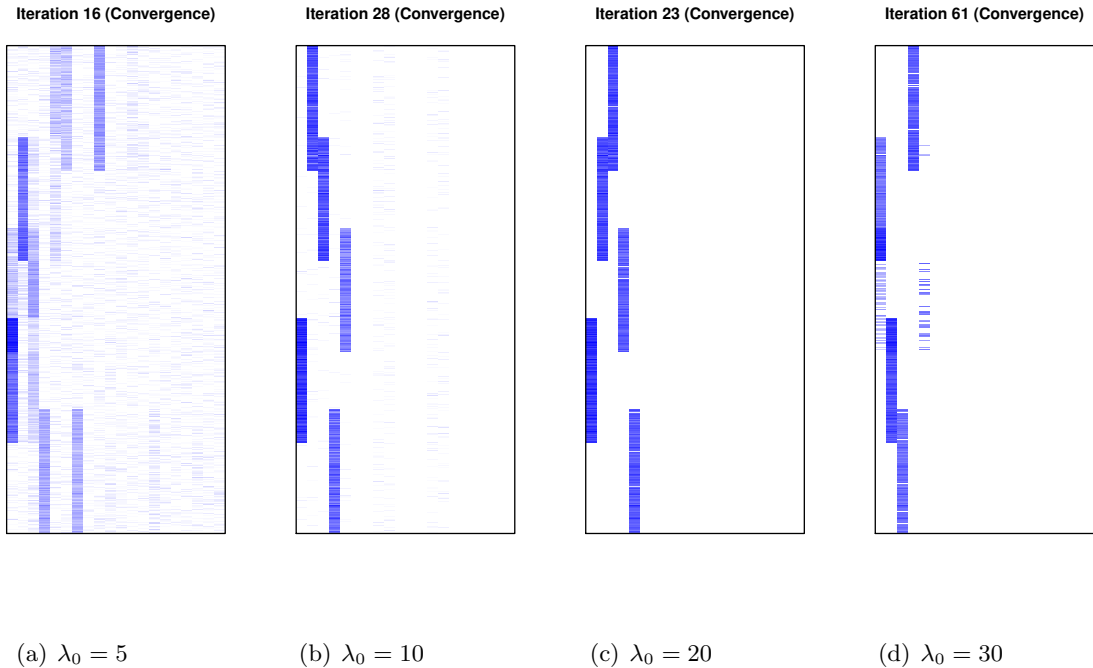 Iteration 16 (Convergence)
Iteration 28 (Convergence)
Iteration 23 (Convergence)
Iteration 61 (Convergence)
(a) λ₀ = 5
(b) λ₀ = 10
(c) λ₀ = 20
(d) λ₀ = 30